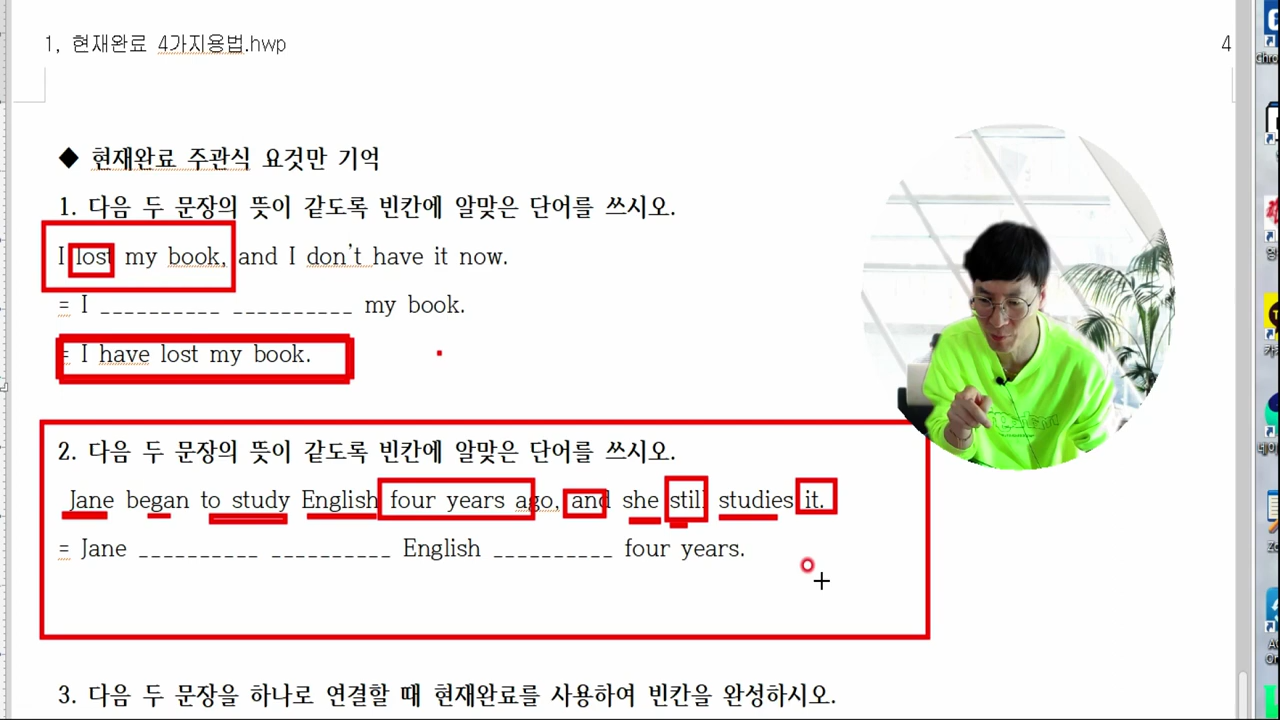 1, 현재완료 4가지용법.hwp
4
◆ 현재완료 주관식 요것만 기억
1. 다음 두 문장의 뜻이 같도록 빈칸에 알맞은 단어를 쓰시오.
I lost my book, and I don't have it now.
= I __________ __________ my book.
= I have lost my book.
2. 다음 두 문장의 뜻이 같도록 빈칸에 알맞은 단어를 쓰시오.
Jane began to study English four years ago, and she still studies it.
= Jane __________ __________ English __________ four years.
3. 다음 두 문장을 하나로 연결할 때 현재완료를 사용하여 빈칸을 완성하시오.